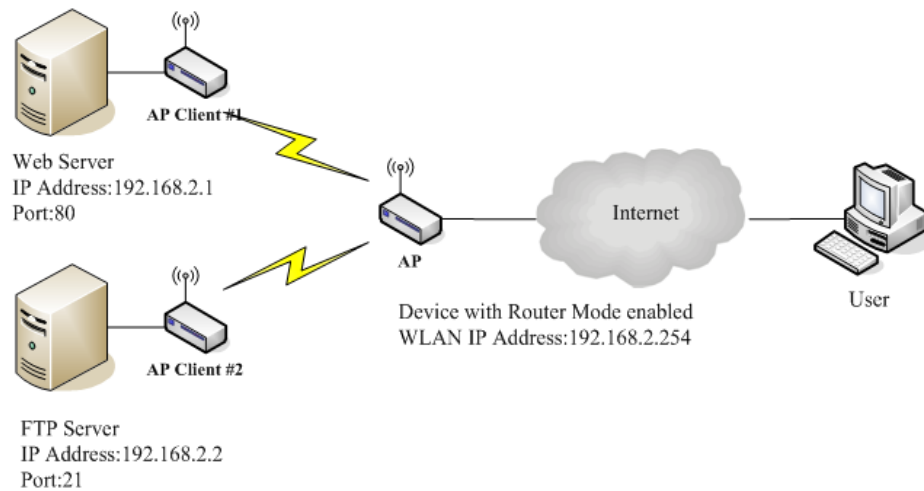 AP Client #1
Web Server
IP Address:192.168.2.1
Port:80
AP
Internet
User
Device with Router Mode enabled
WLAN IP Address:192.168.2.254
AP Client #2
FTP Server
IP Address:192.168.2.2
Port:21